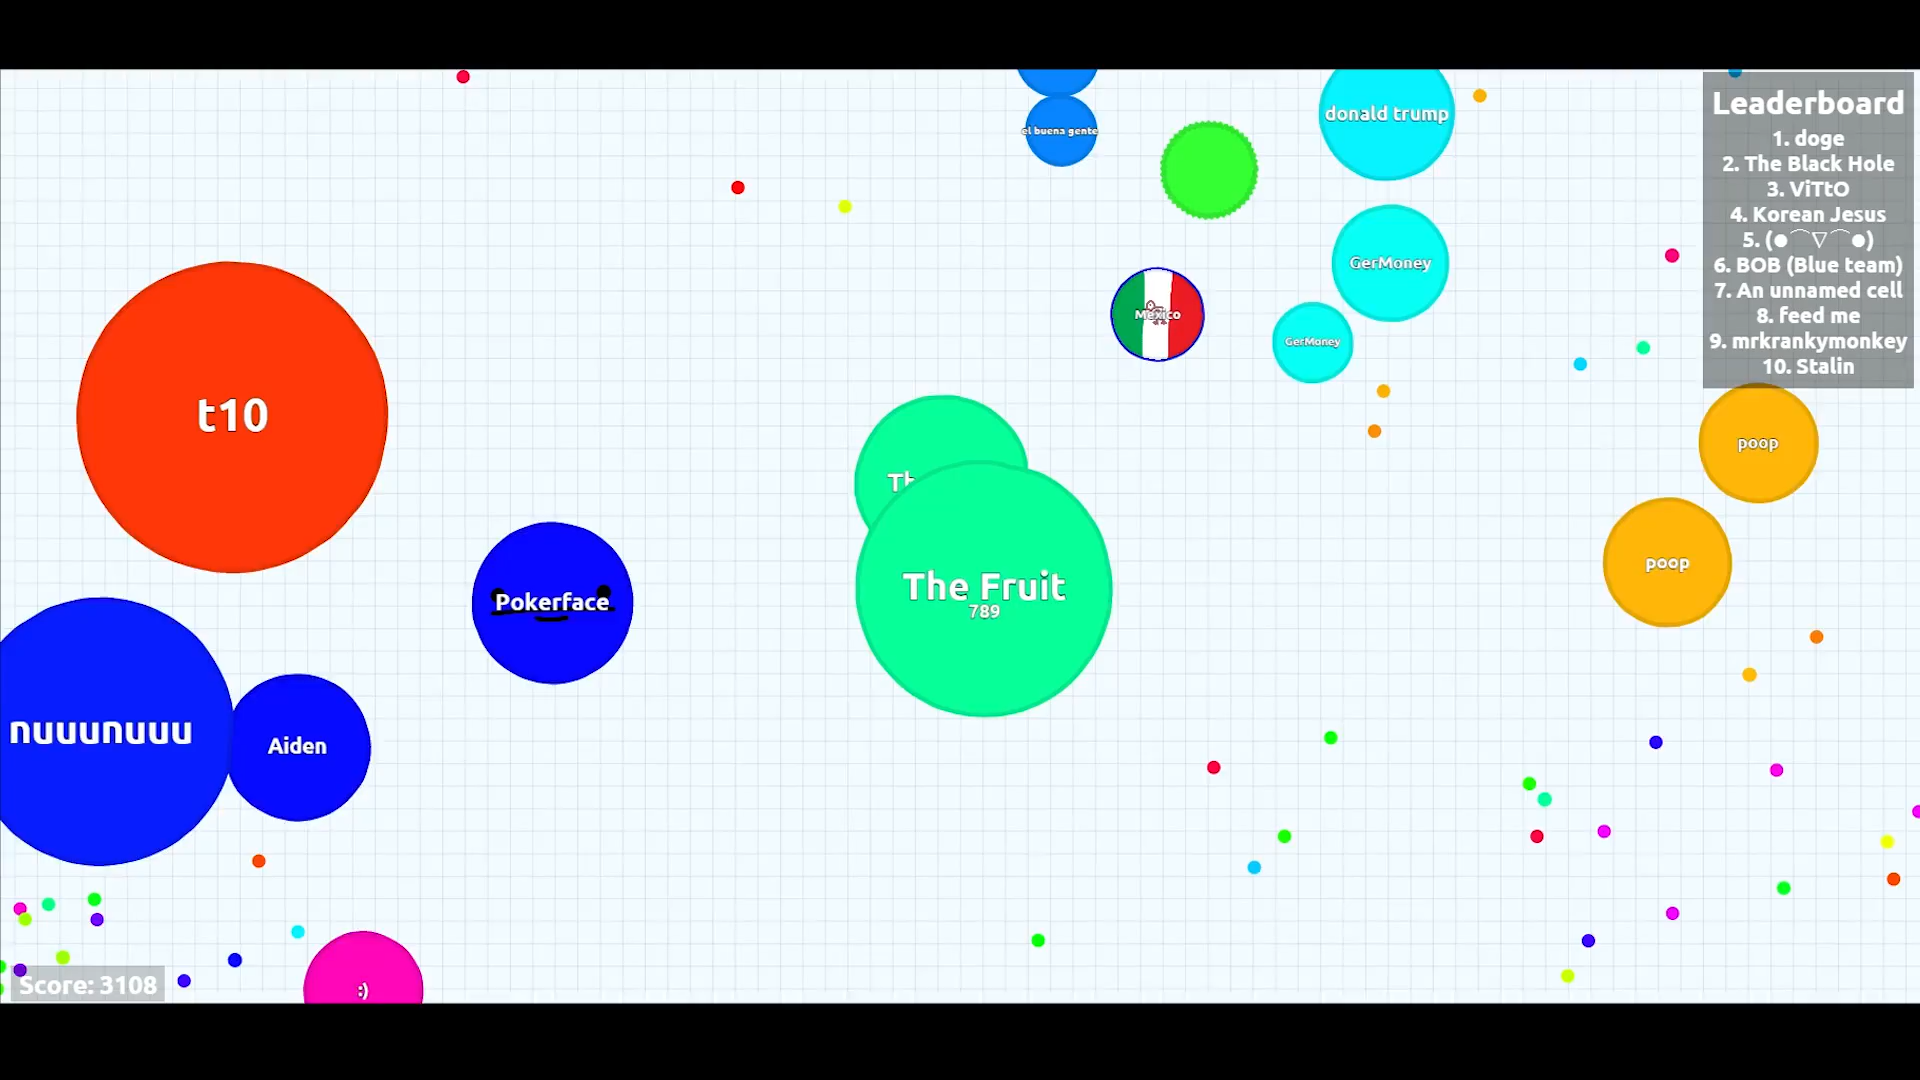 donald trump
el buena gente
Leaderboard
1. doge
2. The Black Hole
3. ViTtO
4. Korean Jesus
5. (●⌒∇⌒●)
6. BOB (Blue team)
7. An unnamed cell
8. feed me
9. mrkrankymonkey
10. Stalin
GerMoney
Mexico
GerMoney
t10
poop
Th
poop
The Fruit
789
Pokerface
nuuunuuu
Aiden
Score: 3108
:)